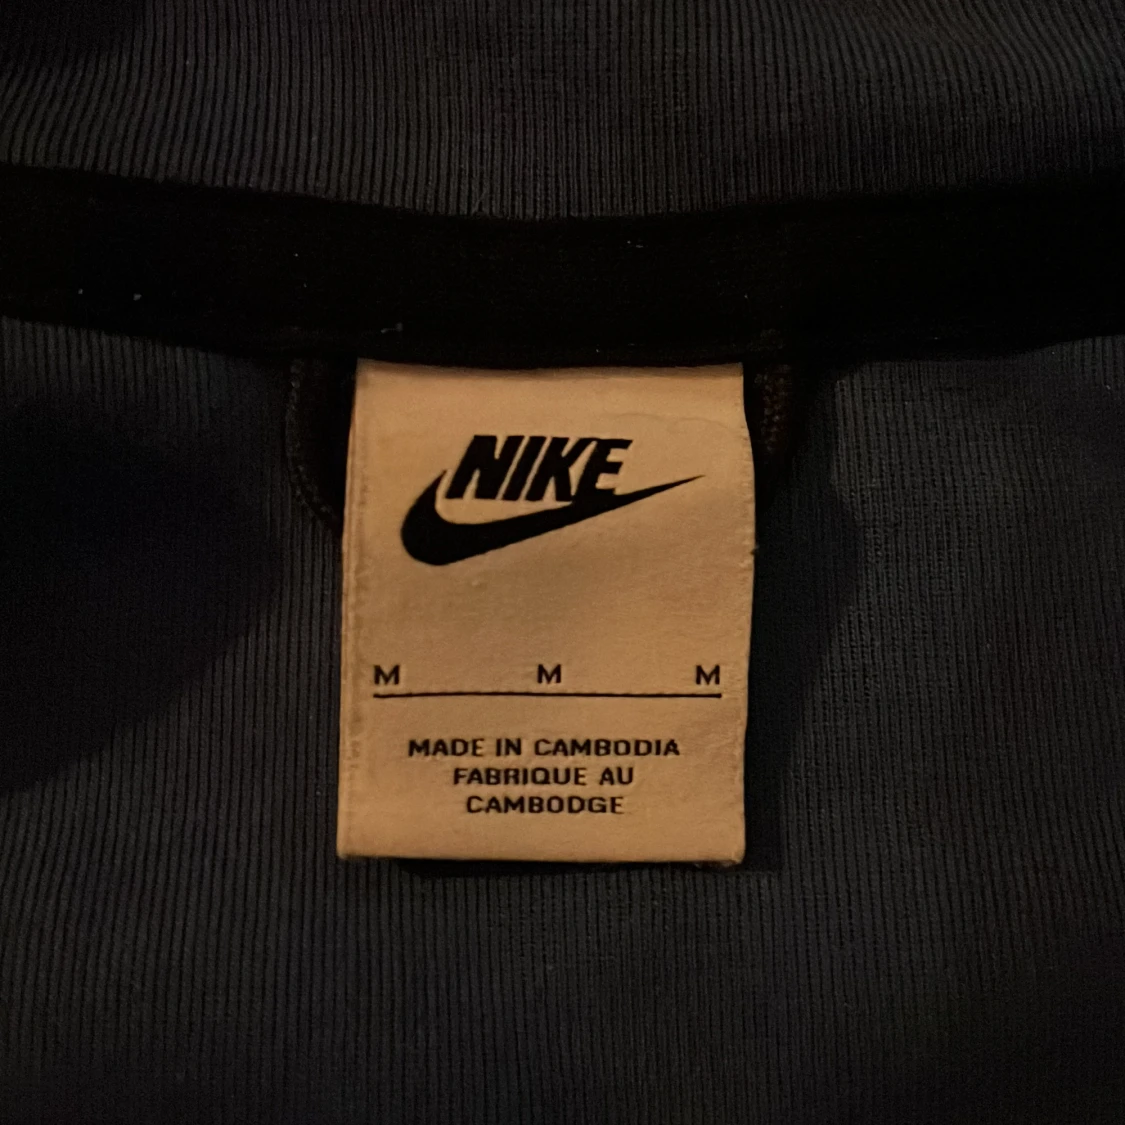 NIKE
M M M
MADE IN CAMBODIA
FABRIQUE AU
CAMBODGE